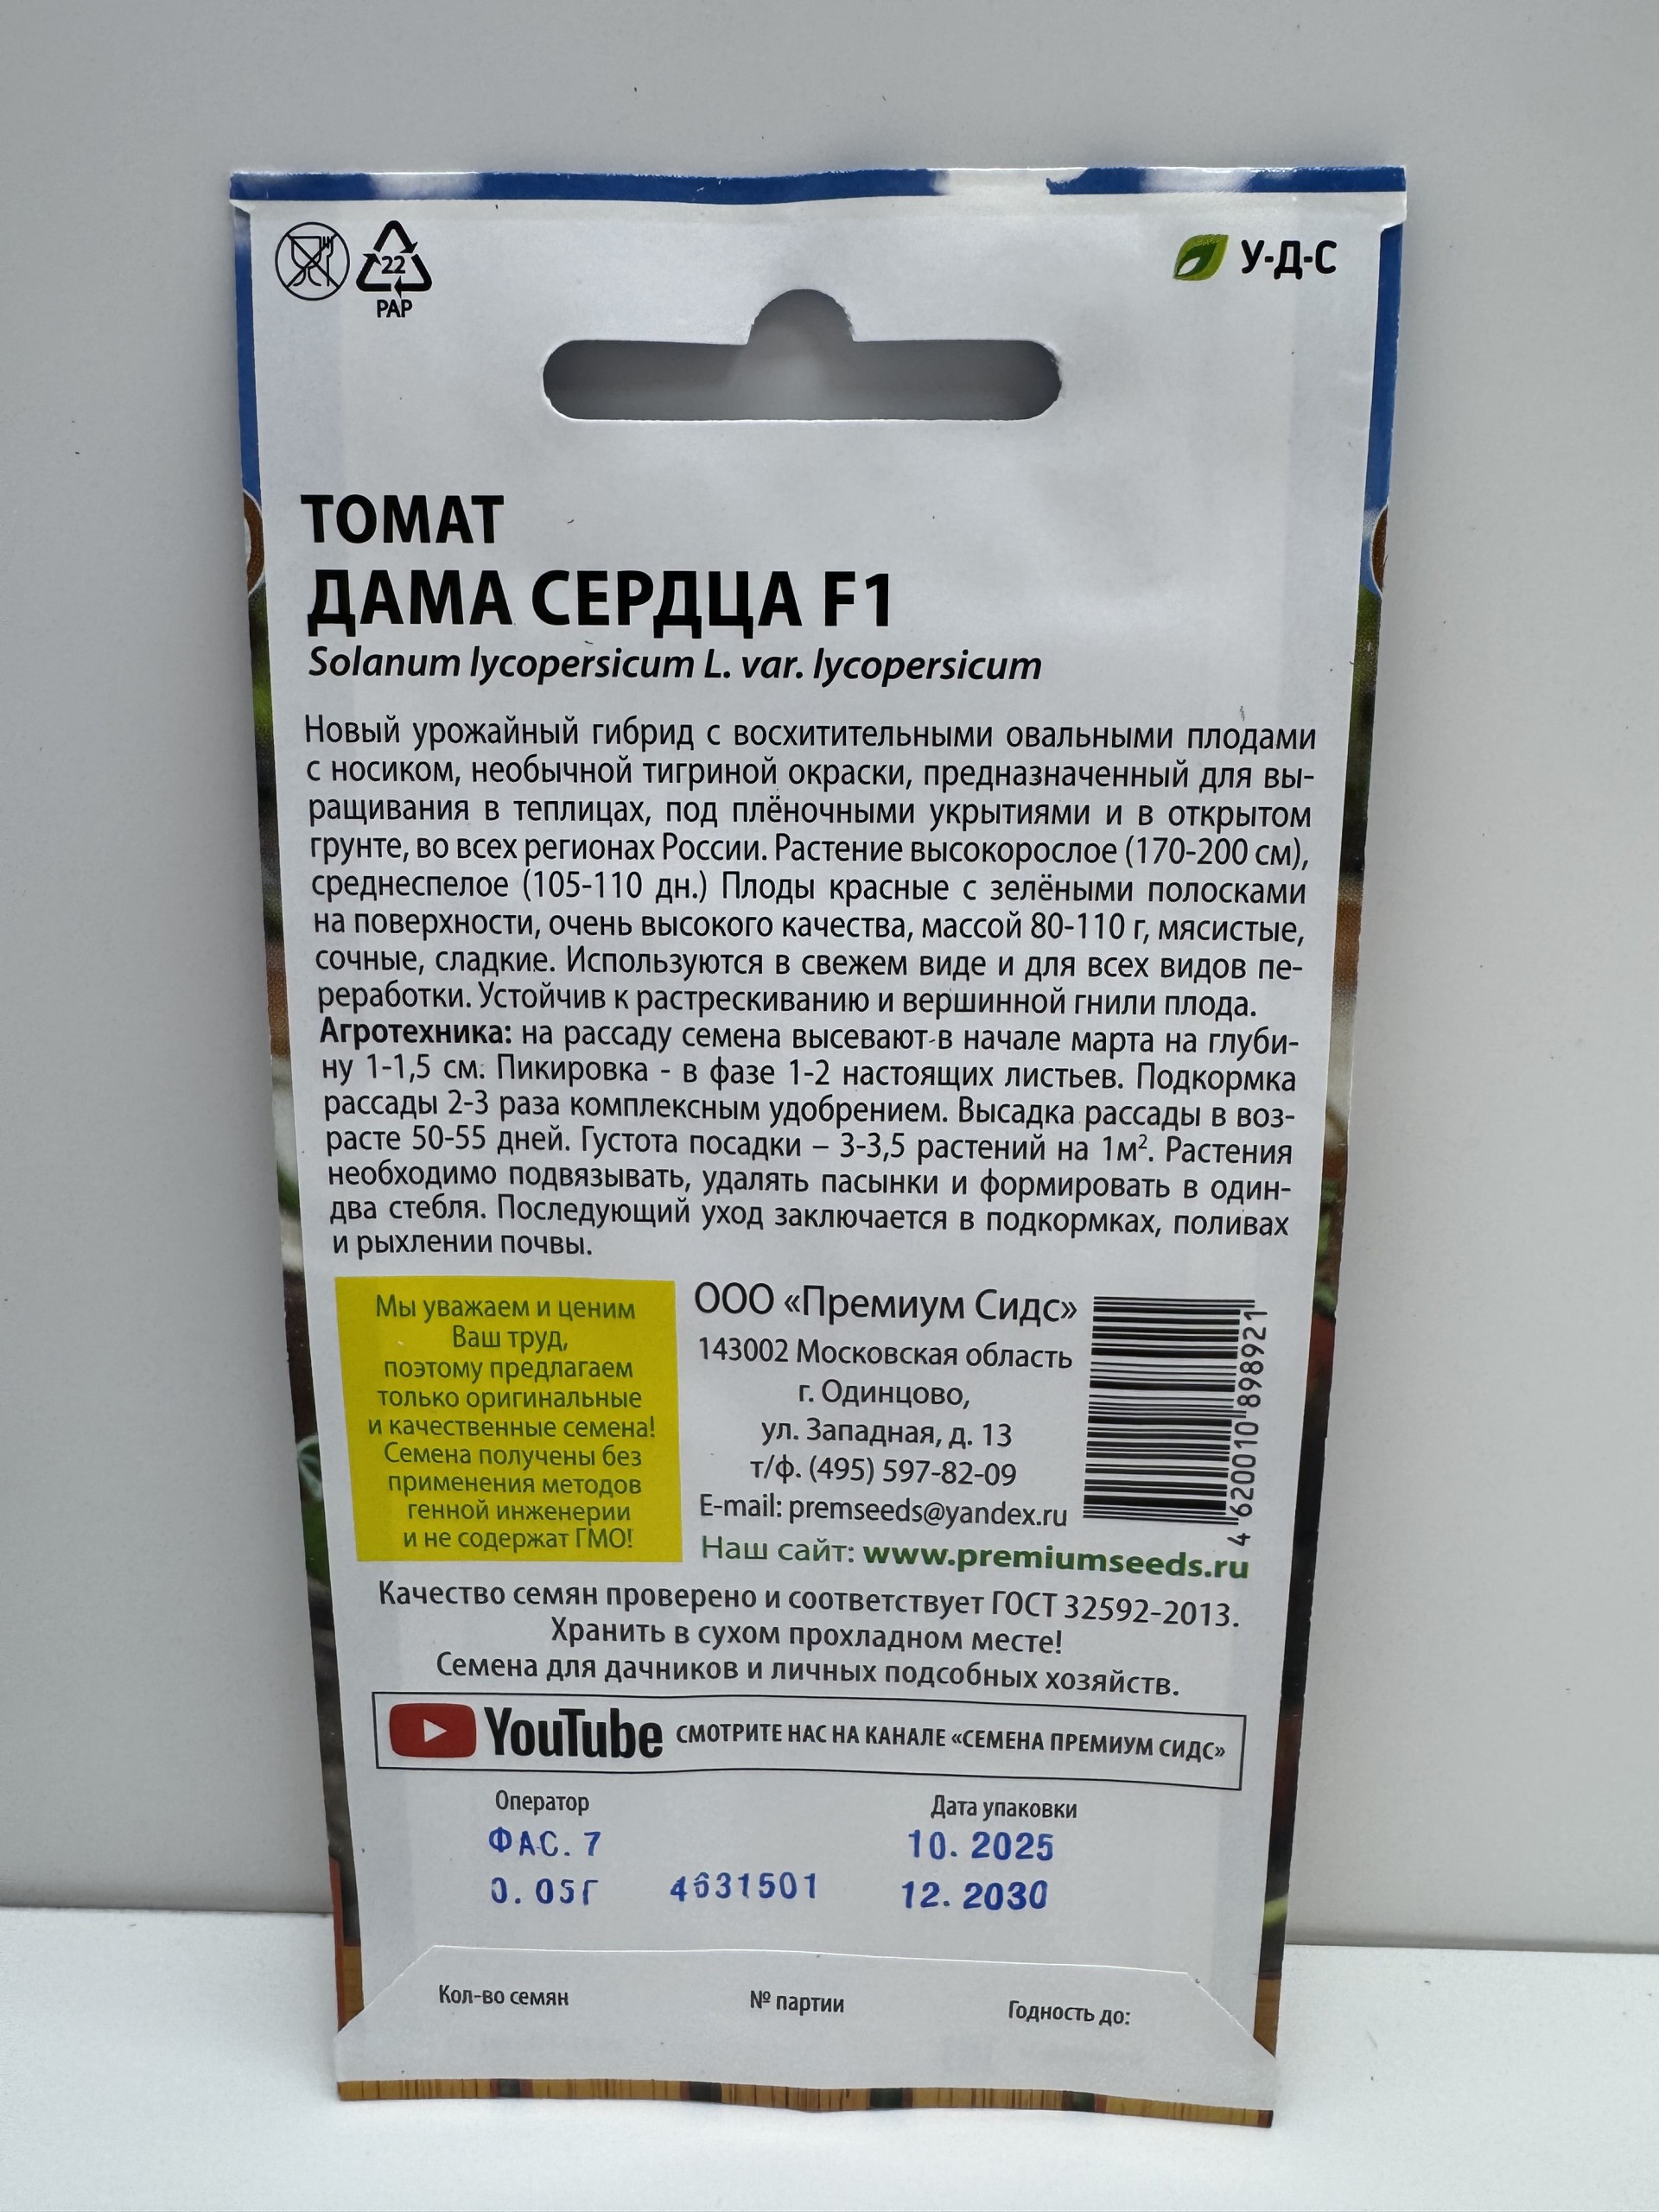 22
PAP
У-Д-С
ТОМАТ
ДАМА СЕРДЦА F1
Solanum lycopersicum L. var. lycopersicum
Новый урожайный гибрид с восхитительными овальными плодами
с носиком, необычной тигриной окраски, предназначенный для вы-
ращивания в теплицах, под плёночными укрытиями и в открытом
грунте, во всех регионах России. Растение высокорослое (170-200 см),
среднеспелое (105-110 дн.) Плоды красные с зелёными полосками
на поверхности, очень высокого качества, массой 80-110 г, мясистые,
сочные, сладкие. Используются в свежем виде и для всех видов пе-
реработки. Устойчив к растрескиванию и вершинной гнили плода.
Агротехника: на рассаду семена высевают в начале марта на глуби-
ну 1-1,5 см. Пикировка - в фазе 1-2 настоящих листьев. Подкормка
рассады 2-3 раза комплексным удобрением. Высадка рассады в воз-
расте 50-55 дней. Густота посадки – 3-3,5 растений на 1м². Растения
необходимо подвязывать, удалять пасынки и формировать в один-
два стебля. Последующий уход заключается в подкормках, поливах
и рыхлении почвы.
Мы уважаем и ценим
Ваш труд,
поэтому предлагаем
только оригинальные
и качественные семена!
Семена получены без
применения методов
генной инженерии
и не содержат ГМО!
ООО «Премиум Сидс»
143002 Московская область
г. Одинцово,
ул. Западная, д. 13
т/ф. (495) 597-82-09
E-mail: premseeds@yandex.ru
Наш сайт: www.premiumseeds.ru
4 620010 898921
Качество семян проверено и соответствует ГОСТ 32592-2013.
Хранить в сухом прохладном месте!
Семена для дачников и личных подсобных хозяйств.
YouTube СМОТРИТЕ НАС НА КАНАЛЕ «СЕМЕНА ПРЕМИУМ СИДС»
Оператор Дата упаковки
ФАС. 7 10. 2025
0. 05Г 4631501 12. 2030
Кол-во семян № партии Годность до: